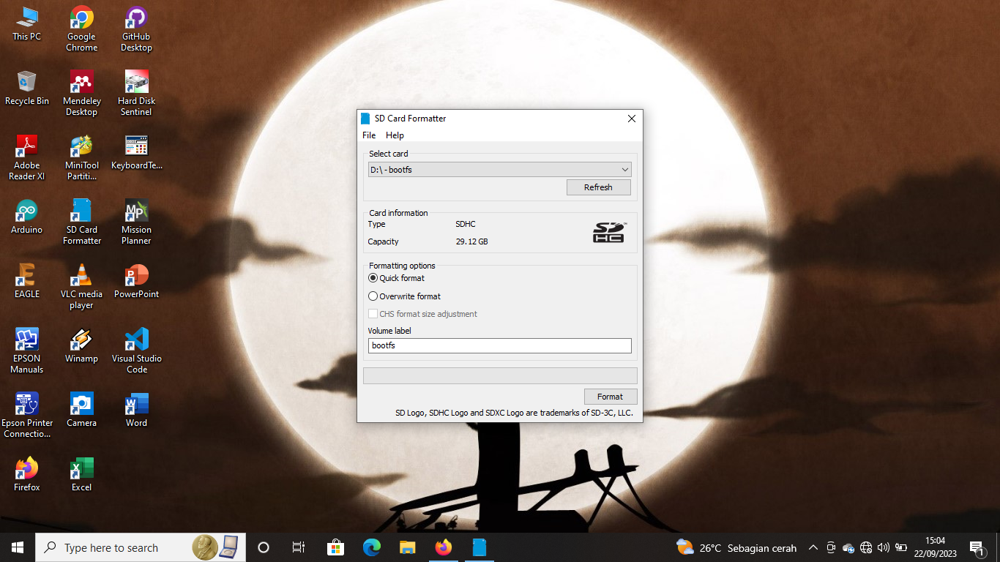 This PC
Google
Chrome
GitHub
Desktop
Recycle Bin
Mendeley
Desktop
Hard Disk
Sentinel
Adobe
Reader XI
MiniTool
Partiti...
KeyboardTe...
Arduino
SD Card
Formatter
Mission
Planner
MP
EAGLE
VLC media
player
PowerPoint
EPSON
Manuals
Winamp
Visual Studio
Code
Epson Printer
Connectio...
Camera
Word
Firefox
Excel
SD Card Formatter
File Help
Select card
D:\ - bootfs
Refresh
Card information
Type SDHC
Capacity 29.12 GB
SD
HC
TM
Formatting options
Quick format
Overwrite format
CHS format size adjustment
Volume label
bootfs
Format
SD Logo, SDHC Logo and SDXC Logo are trademarks of SD-3C, LLC.
Type here to search
26°C Sebagian cerah
15:04
22/09/2023
1